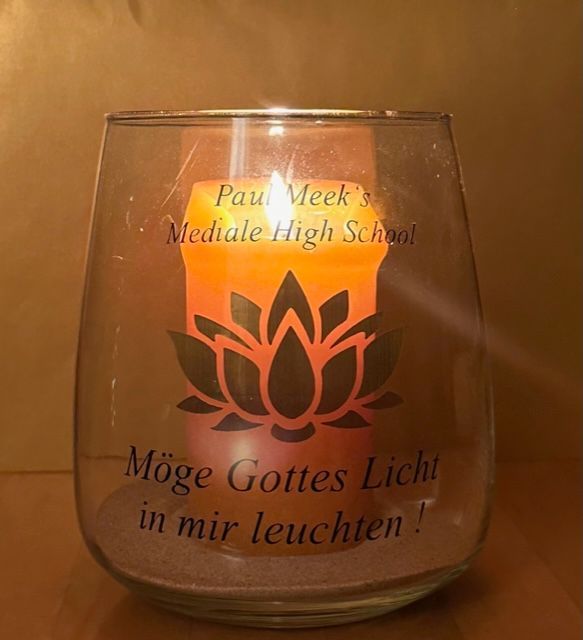 Paul Meek's
Mediale High School
Möge Gottes Licht
in mir leuchten !